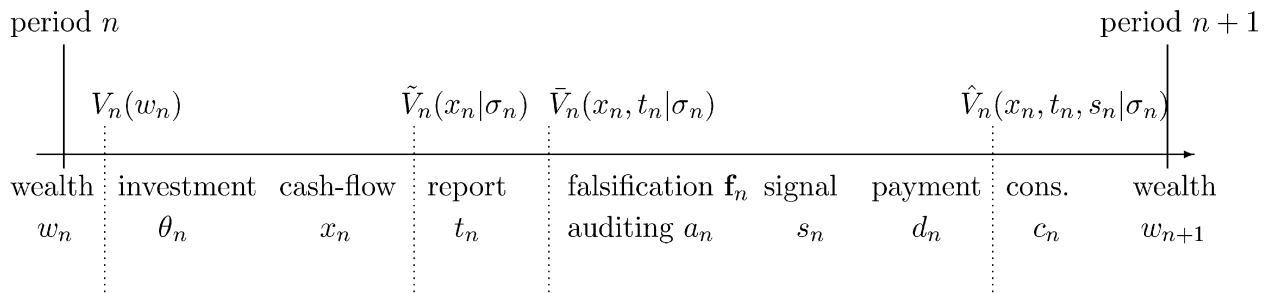 period n period n + 1
V_n(w_n) Ṽ_n(x_n|σ_n) V̄_n(x_n, t_n|σ_n) V̂_n(x_n, t_n, s_n|σ_n)
wealth investment cash-flow report falsification f_n signal payment cons. wealth
w_n θ_n x_n t_n auditing a_n s_n d_n c_n w_{n+1}